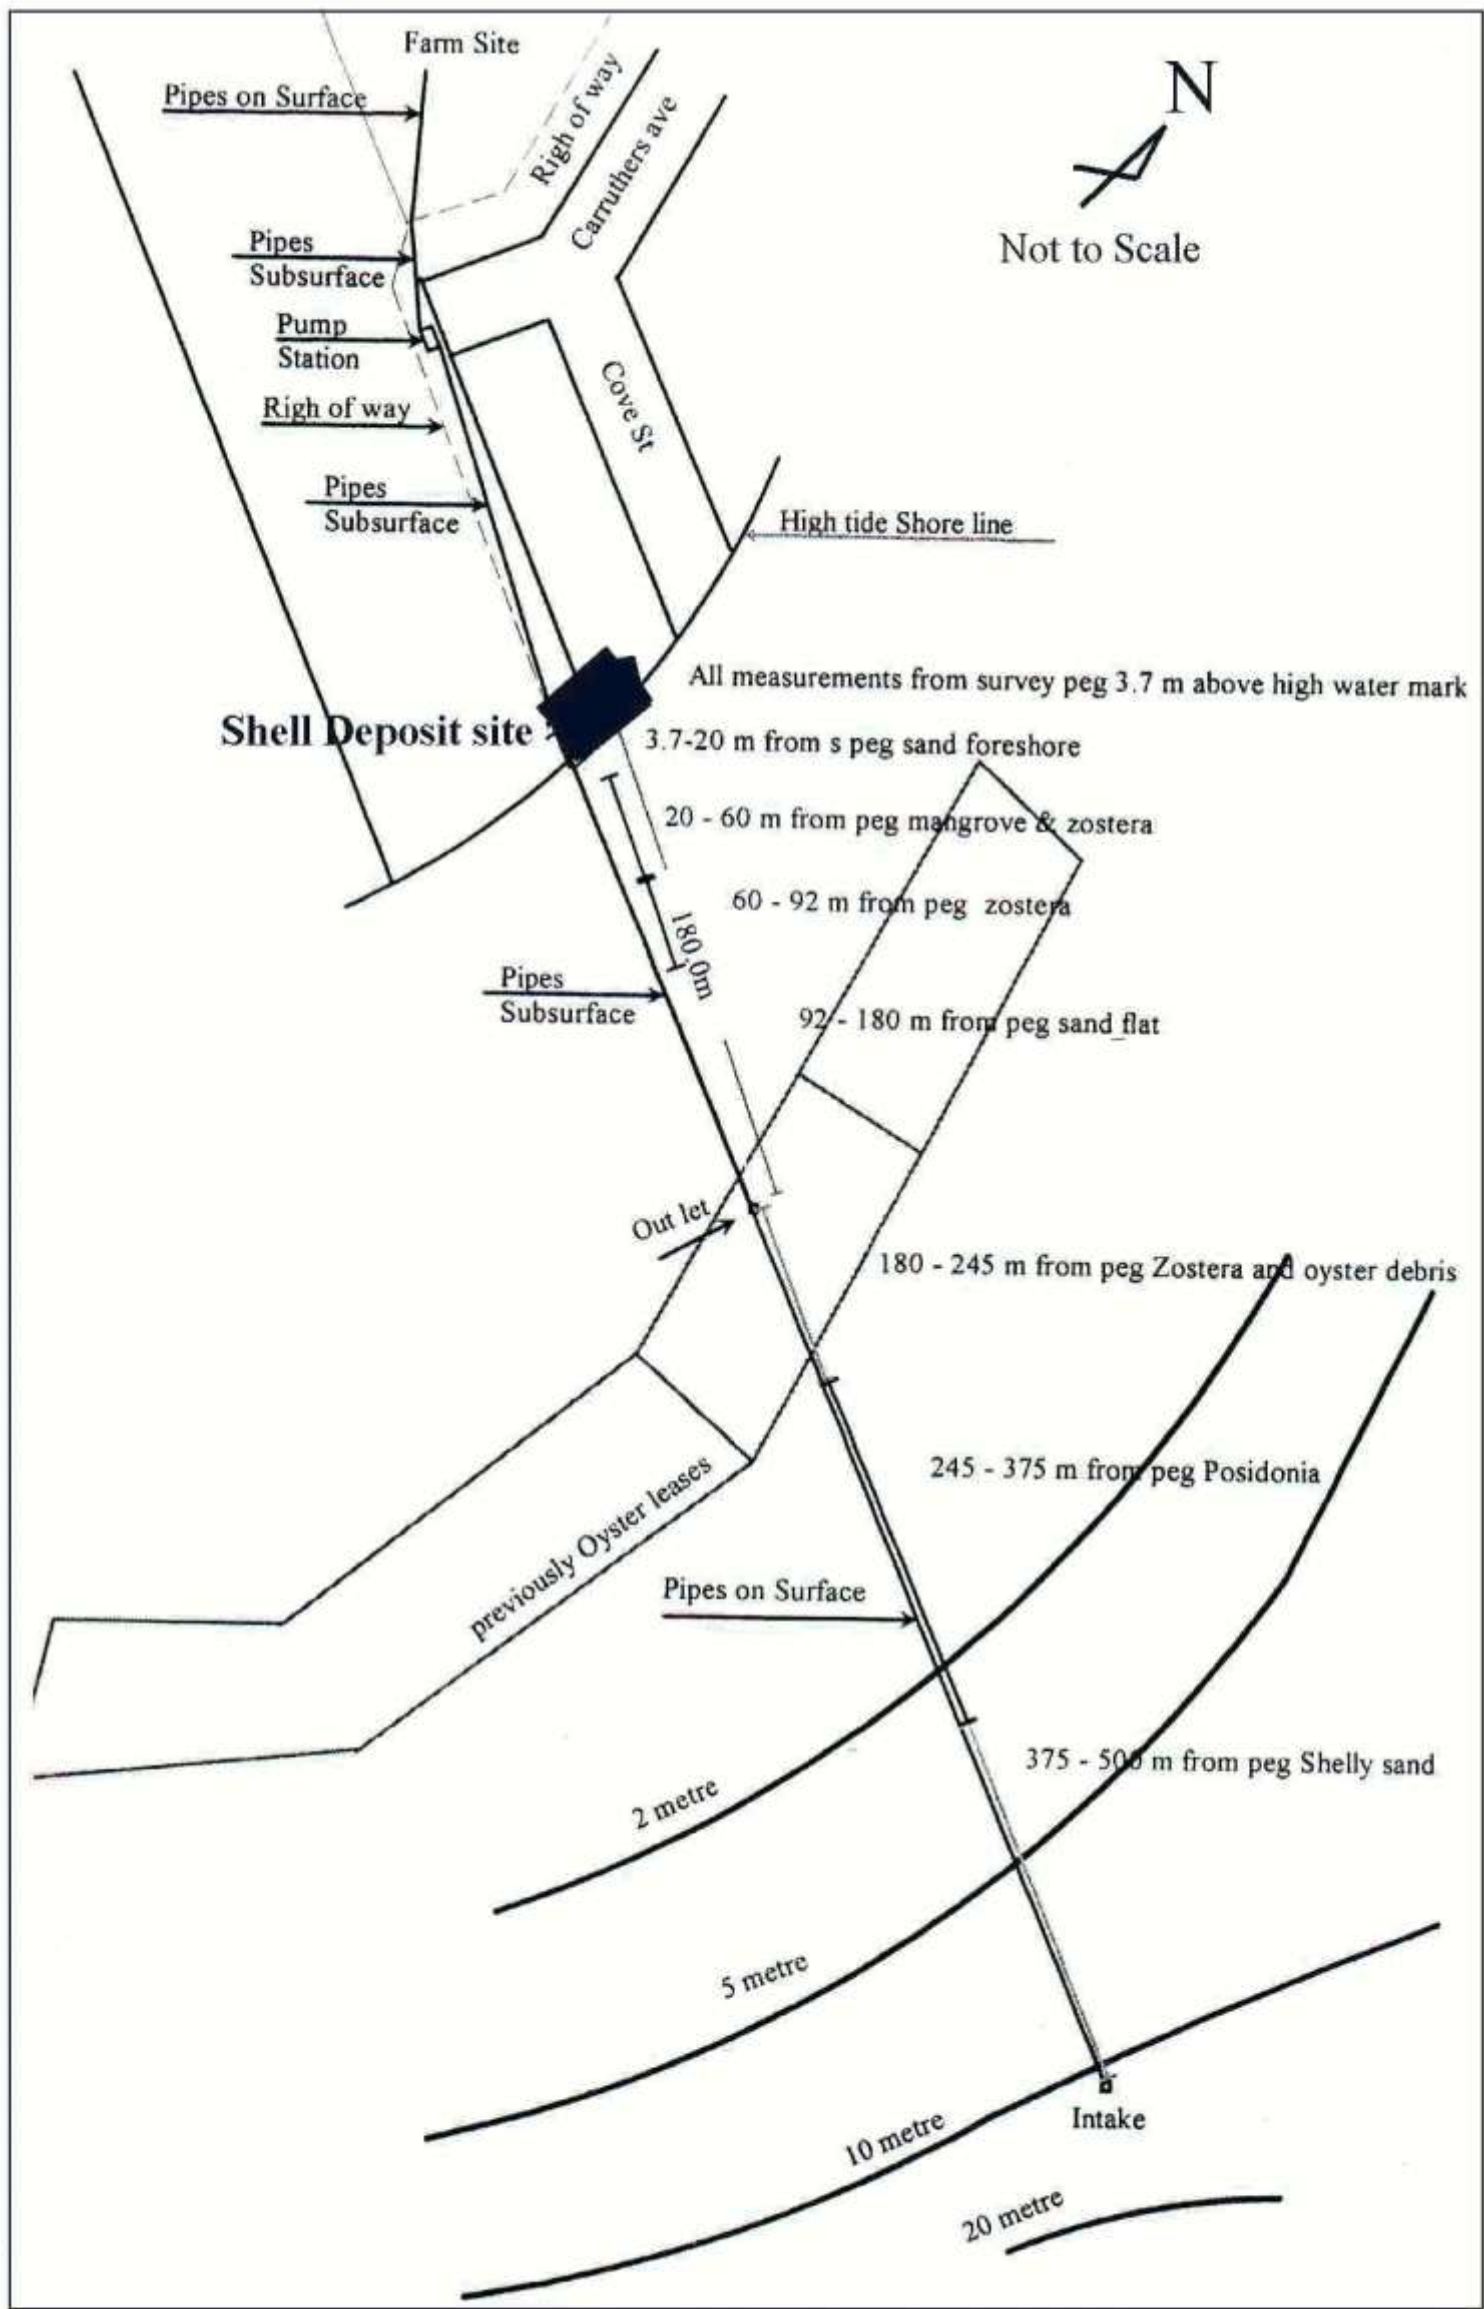 Farm Site
N
Pipes on Surface
Righ of way
Carruthers ave
Not to Scale
Pipes
Subsurface
Pump
Station
Righ of way
Cove St
Pipes
Subsurface
High tide Shore line
All measurements from survey peg 3.7 m above high water mark
Shell Deposit site
3.7-20 m from s peg sand foreshore
20 - 60 m from peg mangrove & zostera
60 - 92 m from peg zostera
180.0m
Pipes
Subsurface
92 - 180 m from peg sand_flat
Out let
180 - 245 m from peg Zostera and oyster debris
245 - 375 m from peg Posidonia
previously Oyster leases
Pipes on Surface
375 - 500 m from peg Shelly sand
2 metre
5 metre
Intake
10 metre
20 metre